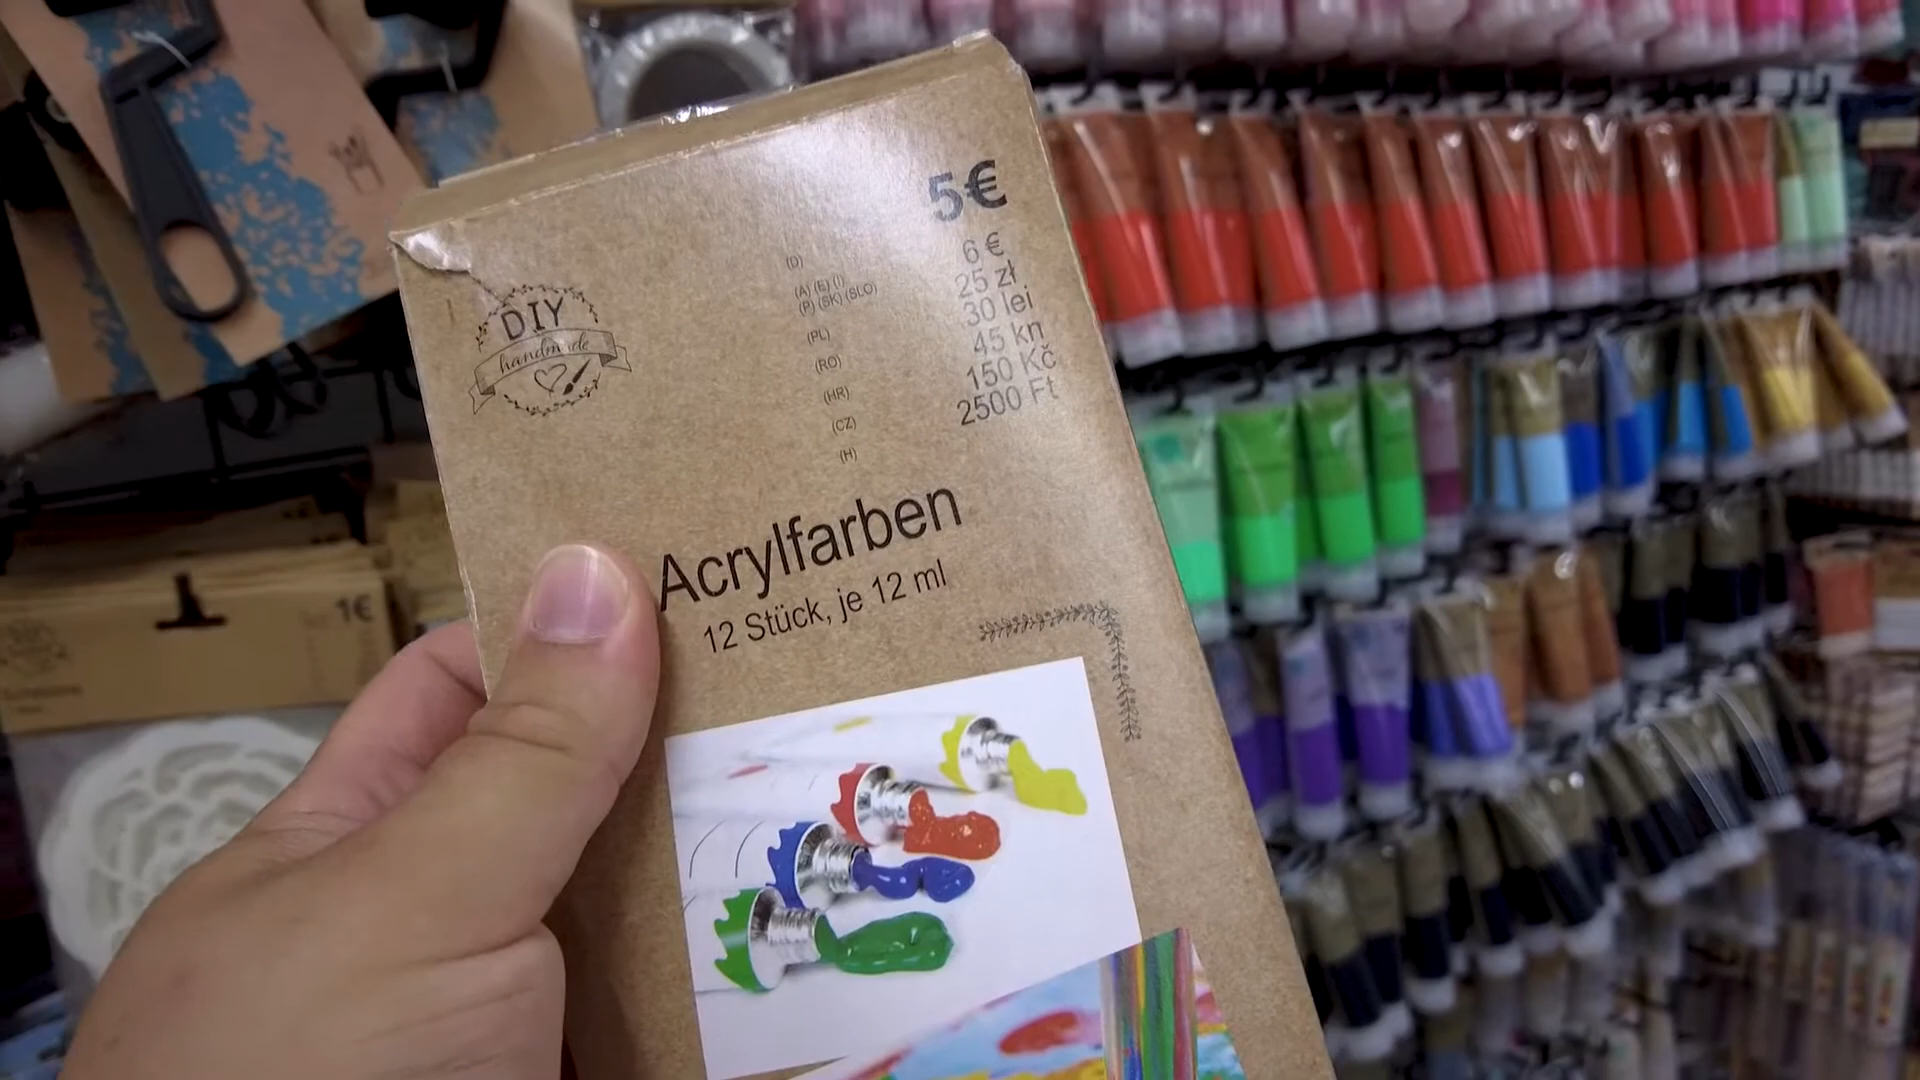 5€
(D)
(A) (E) (I)
(P) (SK) (SLO)
6 €
(PL)
25 zł
(RO)
30 lei
(HR)
45 kn
(CZ)
150 Kč
(H)
2500 Ft
DIY
handmade
Acrylfarben
12 Stück, je 12 ml
1€